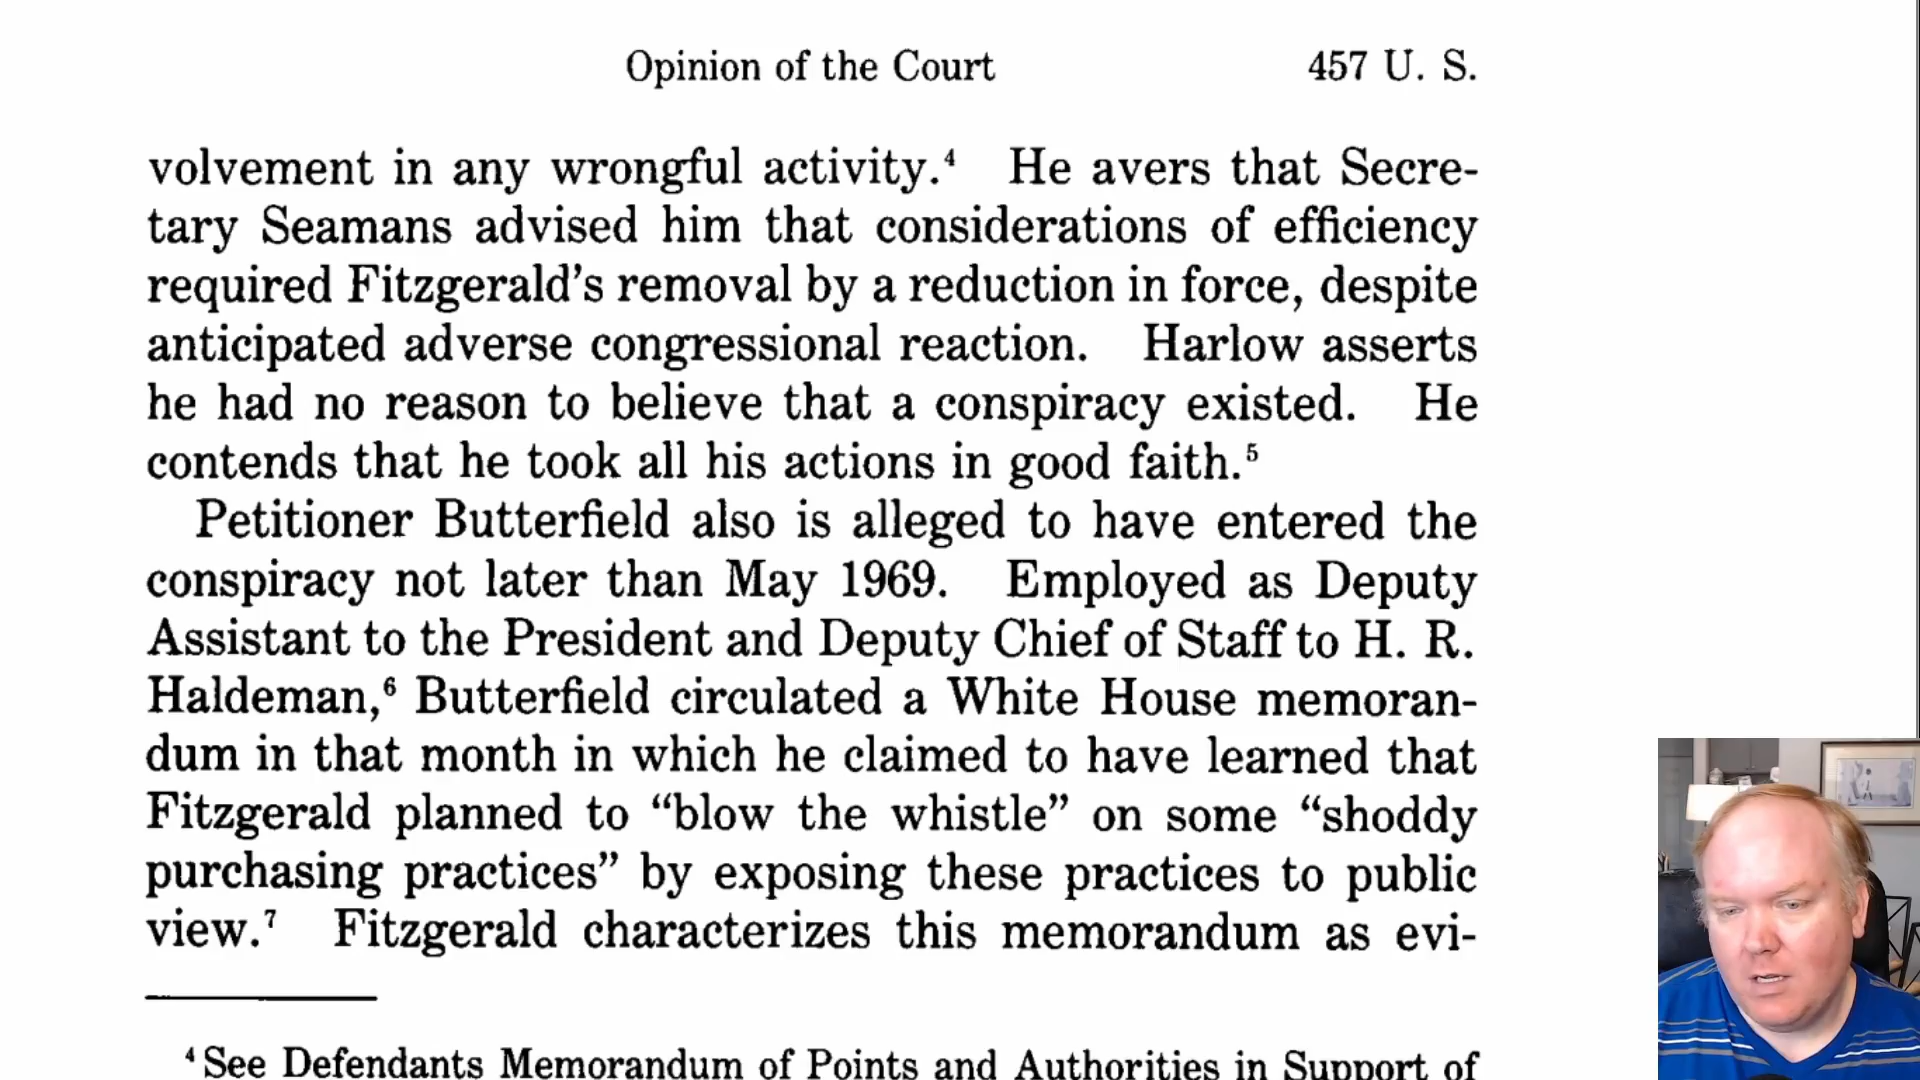 Opinion of the Court 457 U. S.
volvement in any wrongful activity.⁴ He avers that Secre-
tary Seamans advised him that considerations of efficiency
required Fitzgerald’s removal by a reduction in force, despite
anticipated adverse congressional reaction. Harlow asserts
he had no reason to believe that a conspiracy existed. He
contends that he took all his actions in good faith.⁵
Petitioner Butterfield also is alleged to have entered the
conspiracy not later than May 1969. Employed as Deputy
Assistant to the President and Deputy Chief of Staff to H. R.
Haldeman,⁶ Butterfield circulated a White House memoran-
dum in that month in which he claimed to have learned that
Fitzgerald planned to “blow the whistle” on some “shoddy
purchasing practices” by exposing these practices to public
view.⁷ Fitzgerald characterizes this memorandum as evi-
⁴ See Defendants Memorandum of Points and Authorities in Support of